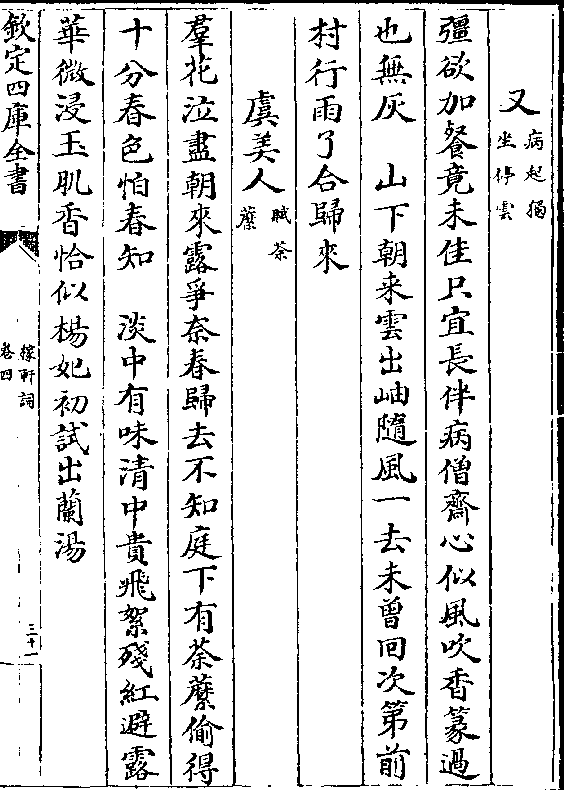 又病起獨坐停雲
彊欲加餐竟未佳只宜長伴病僧齋心似風吹香篆過
也無灰　山下朝来雲出岫隨風一去未曾回次第前
村行雨了合歸來
虞美人賦荼䕷
羣花泣盡朝來露爭奈春歸去不知庭下有荼䕷偷得
十分春色怕春知　淡中有味清中貴飛絮殘紅避露
華微浸玉肌香恰似楊妃初試出蘭湯
欽定四庫全書
稼軒詞
卷四
三十一